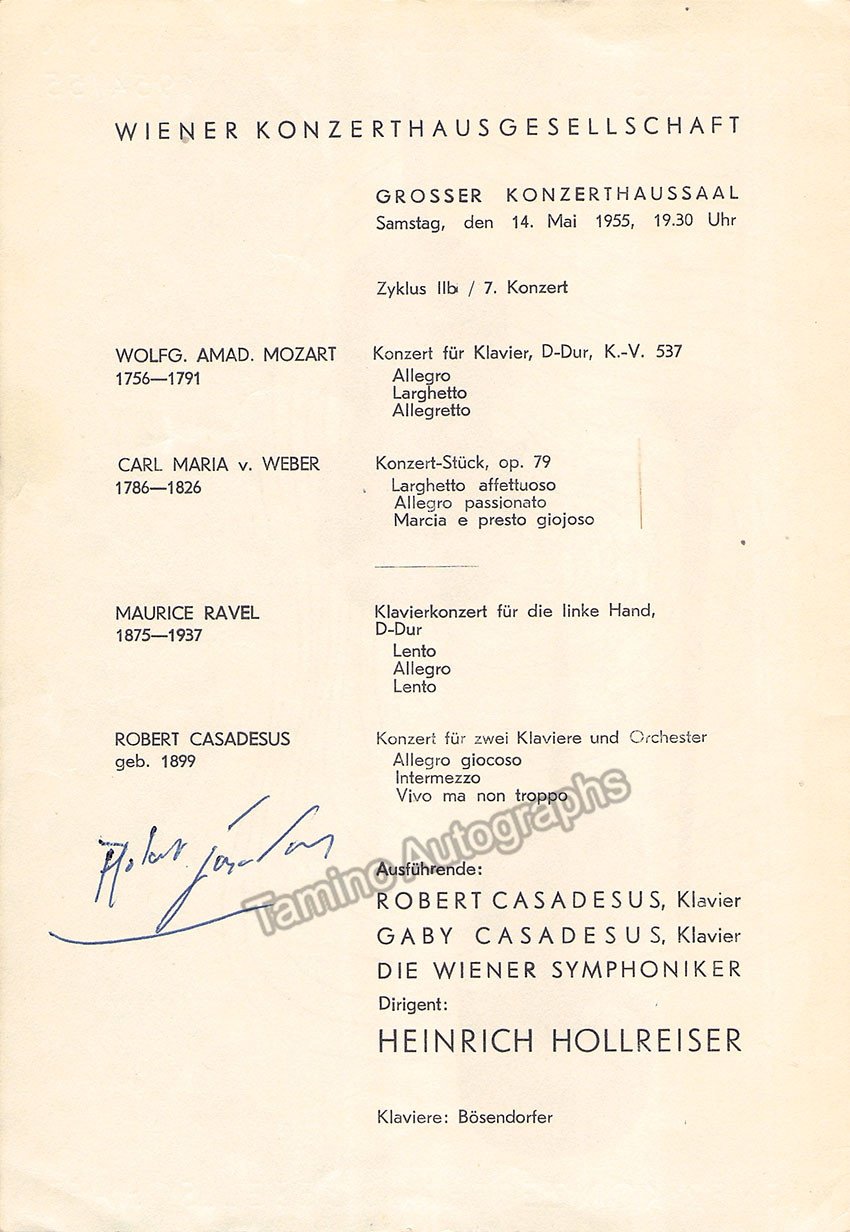 WIENER KONZERTHAUSGESELLSCHAFT
GROSSER KONZERTHAUSSAAL
Samstag, den 14. Mai 1955, 19.30 Uhr
Zyklus IIb / 7. Konzert
WOLFG. AMAD. MOZART
1756—1791
Konzert für Klavier, D-Dur, K.-V. 537
Allegro
Larghetto
Allegretto
CARL MARIA v. WEBER
1786—1826
Konzert-Stück, op. 79
Larghetto affettuoso
Allegro passionato
Marcia e presto giojoso
MAURICE RAVEL
1875—1937
Klavierkonzert für die linke Hand,
D-Dur
Lento
Allegro
Lento
ROBERT CASADESUS
geb. 1899
Konzert für zwei Klaviere und Orchester
Allegro giocoso
Intermezzo
Vivo ma non troppo
Robert Casadesus
Tamino Autographs
Ausführende:
ROBERT CASADESUS, Klavier
GABY CASADESUS, Klavier
DIE WIENER SYMPHONIKER
Dirigent:
HEINRICH HOLLREISER
Klaviere: Bösendorfer